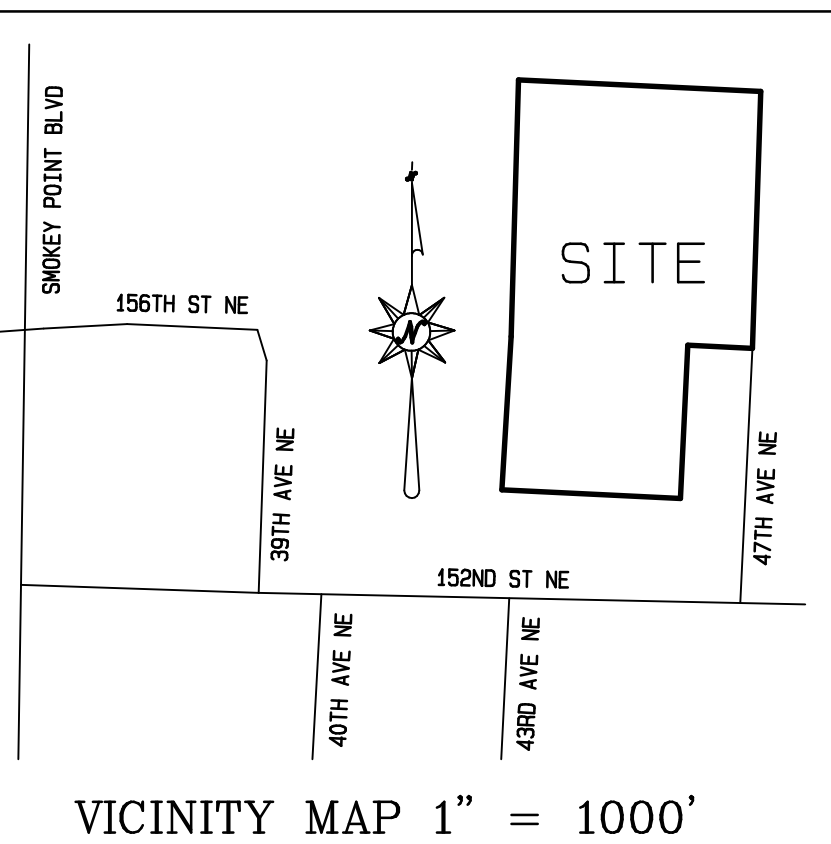 SMOKEY POINT BLVD
SITE
156TH ST NE
N
39TH AVE NE
47TH AVE NE
152ND ST NE
40TH AVE NE
43RD AVE NE
VICINITY MAP 1" = 1000'